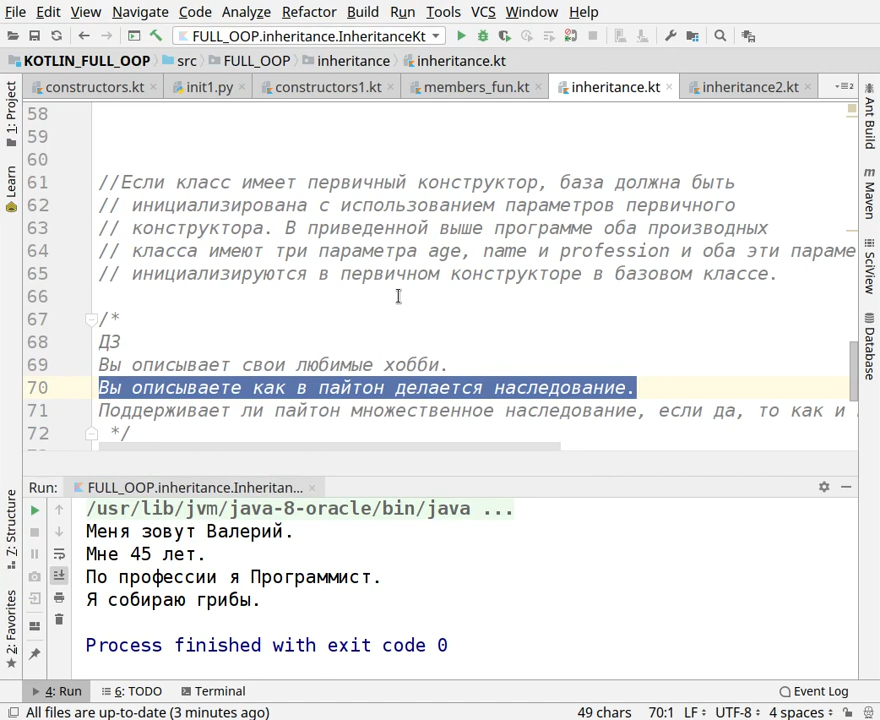 File Edit View Navigate Code Analyze Refactor Build Run Tools VCS Window Help
FULL_OOP.inheritance.InheritanceKt
KOTLIN_FULL_OOP src FULL_OOP inheritance inheritance.kt
constructors.kt init1.py constructors1.kt members_fun.kt inheritance.kt inheritance2.kt
1: Project
Learn
Z: Structure
2: Favorites
Ant Build
Maven
SciView
Database
58
59
60
61 //Если класс имеет первичный конструктор, база должна быть
62 // инициализирована с использованием параметров первичного
63 // конструктора. В приведенной выше программе оба производных
64 // класса имеют три параметра age, name и profession и оба эти параме
65 // инициализируются в первичном конструкторе в базовом классе.
66
67 /*
68 ДЗ
69 Вы описывает свои любимые хобби.
70 Вы описываете как в пайтон делается наследование.
71 Поддерживает ли пайтон множественное наследование, если да, то как и
72 */
Run: FULL_OOP.inheritance.Inheritan...
/usr/lib/jvm/java-8-oracle/bin/java ...
Меня зовут Валерий.
Мне 45 лет.
По профессии я Программист.
Я собираю грибы.
Process finished with exit code 0
4: Run 6: TODO Terminal Event Log
All files are up-to-date (3 minutes ago) 49 chars 70:1 LF UTF-8 4 spaces